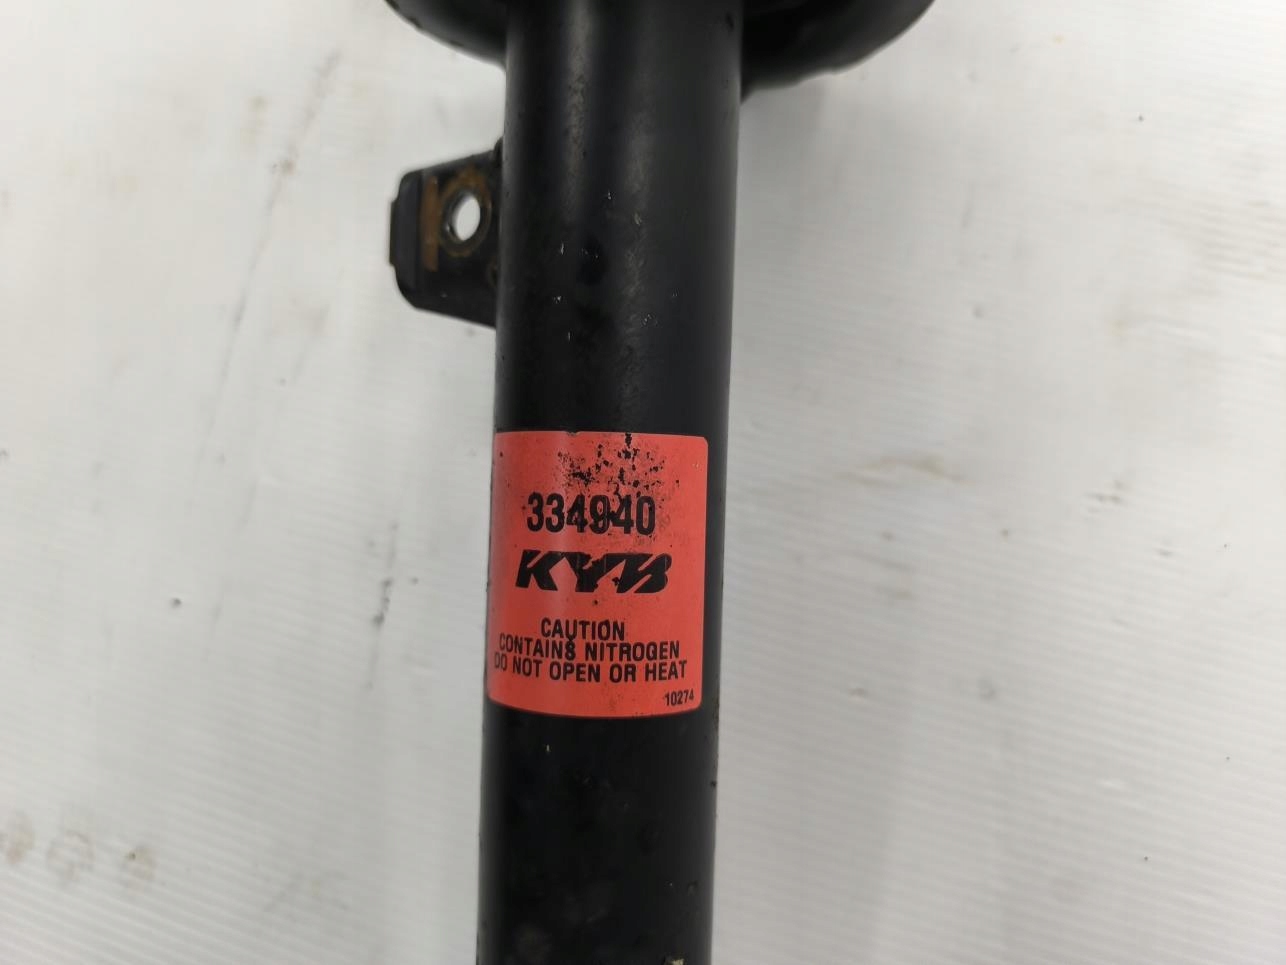 334940
KYB
CAUTION
CONTAINS NITROGEN
DO NOT OPEN OR HEAT
10274